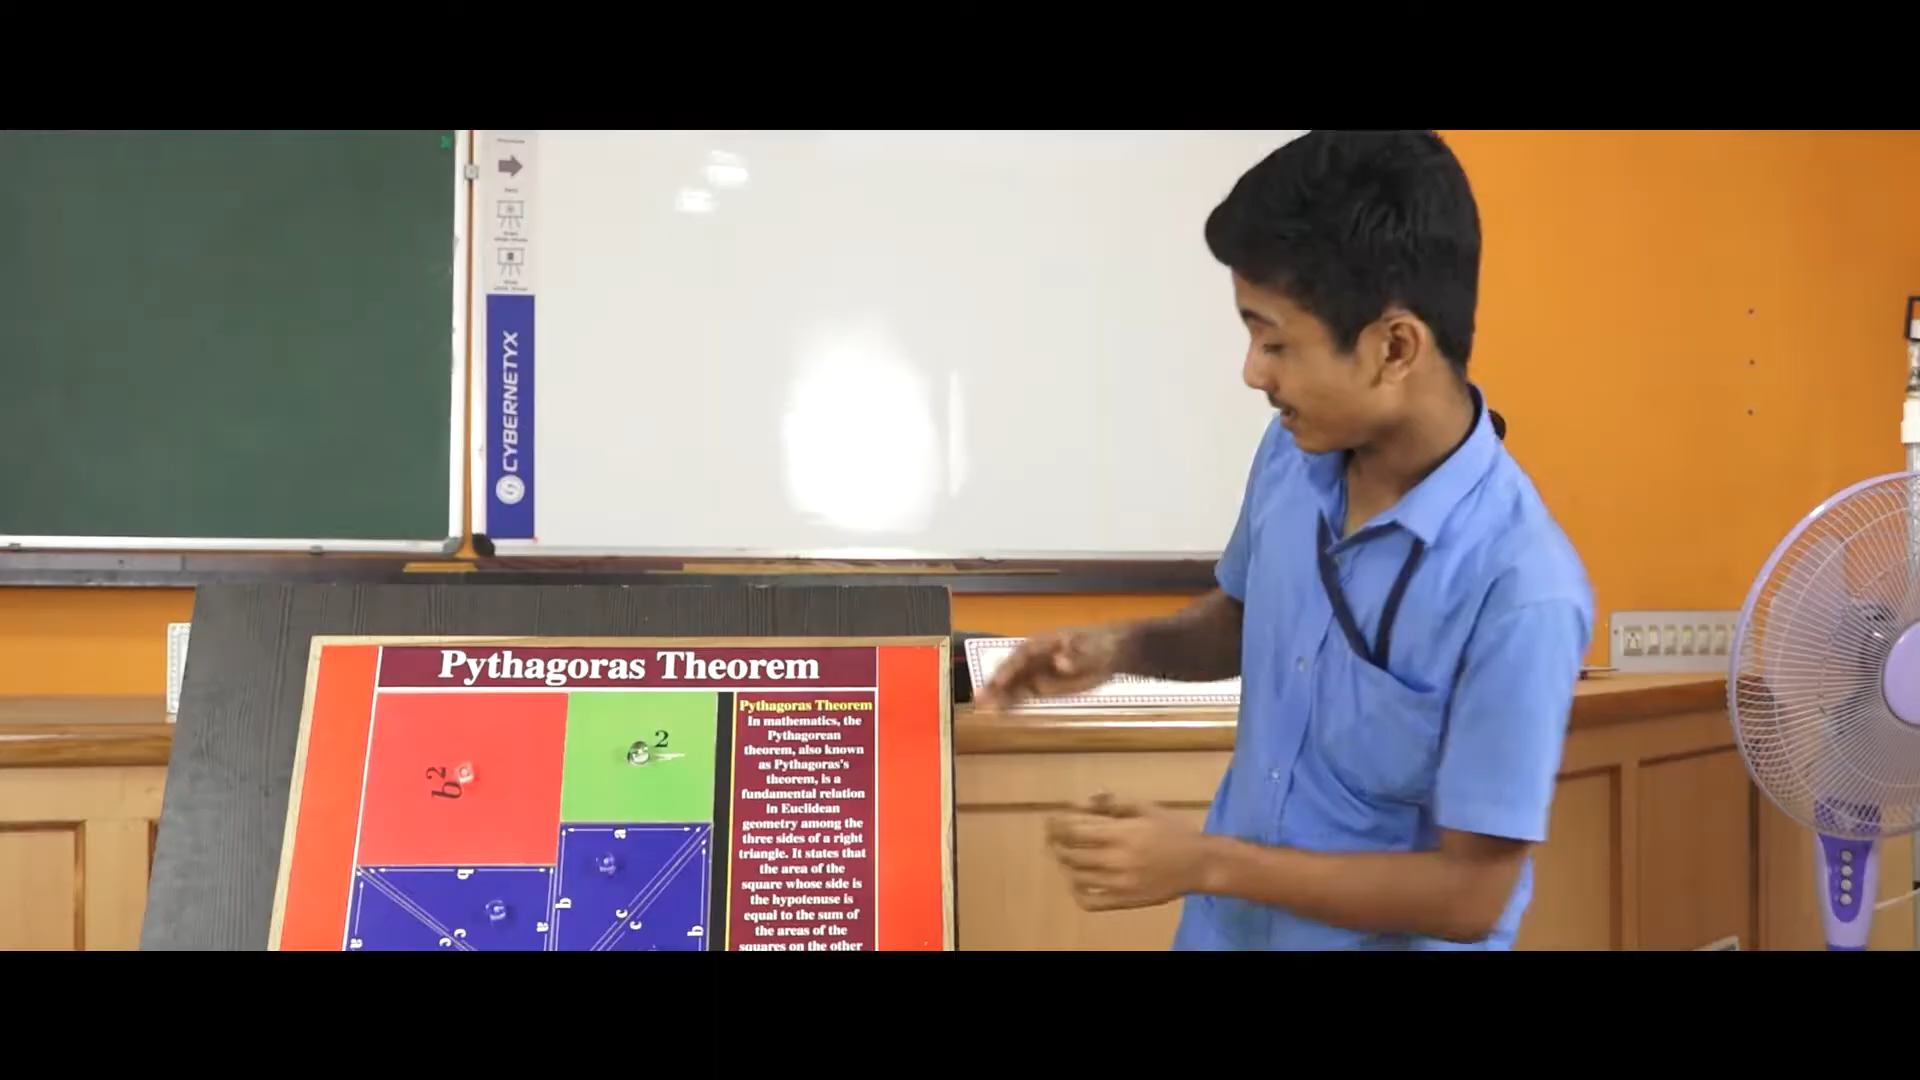 CYBERNETYX
Pythagoras Theorem
b²
2
Pythagoras Theorem
In mathematics, the
Pythagorean
theorem, also known
as Pythagoras's
theorem, is a
fundamental relation
in Euclidean
geometry among the
three sides of a right
triangle. It states that
the area of the
square whose side is
the hypotenuse is
equal to the sum of
the areas of the
squares on the other
a
b
c
c
b
b
a
a
c
c